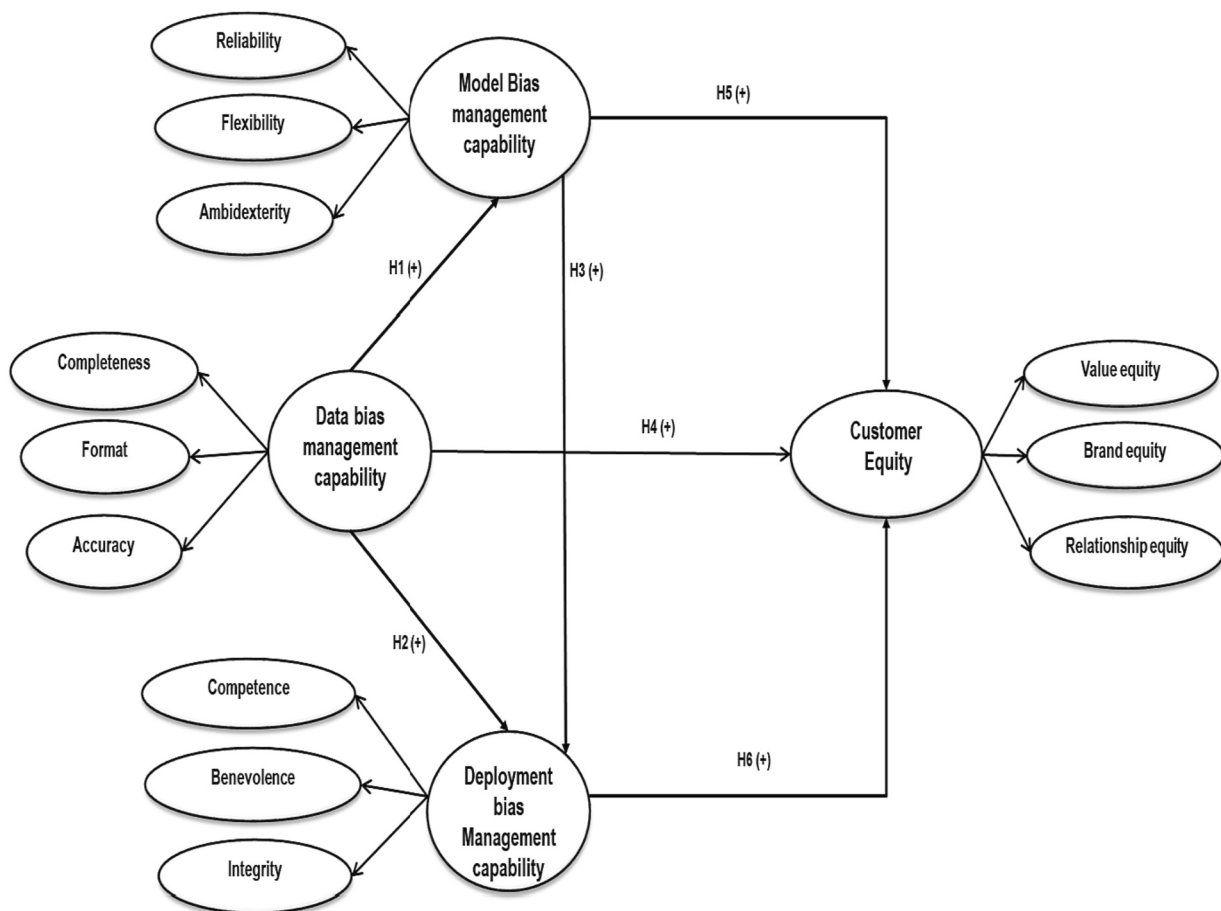 Reliability
Flexibility
Ambidexterity
Model Bias
management
capability
H5 (+)
H1 (+)
H3 (+)
Completeness
Format
Accuracy
Data bias
management
capability
H4 (+)
Customer
Equity
Value equity
Brand equity
Relationship equity
H2 (+)
Competence
Benevolence
Integrity
Deployment
bias
Management
capability
H6 (+)